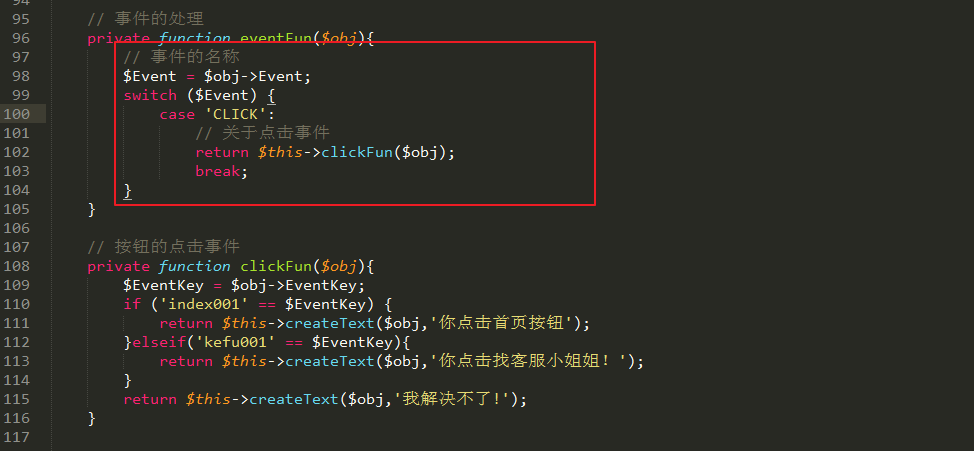 94
95 // 事件的处理
96 private function eventFun($obj){
97 // 事件的名称
98 $Event = $obj->Event;
99 switch ($Event) {
100 case 'CLICK':
101 // 关于点击事件
102 return $this->clickFun($obj);
103 break;
104 }
105 }
106
107 // 按钮的点击事件
108 private function clickFun($obj){
109 $EventKey = $obj->EventKey;
110 if ('index001' == $EventKey) {
111 return $this->createText($obj,'你点击首页按钮');
112 }elseif('kefu001' == $EventKey){
113 return $this->createText($obj,'你点击找客服小姐姐！');
114 }
115 return $this->createText($obj,'我解决不了!');
116 }
117